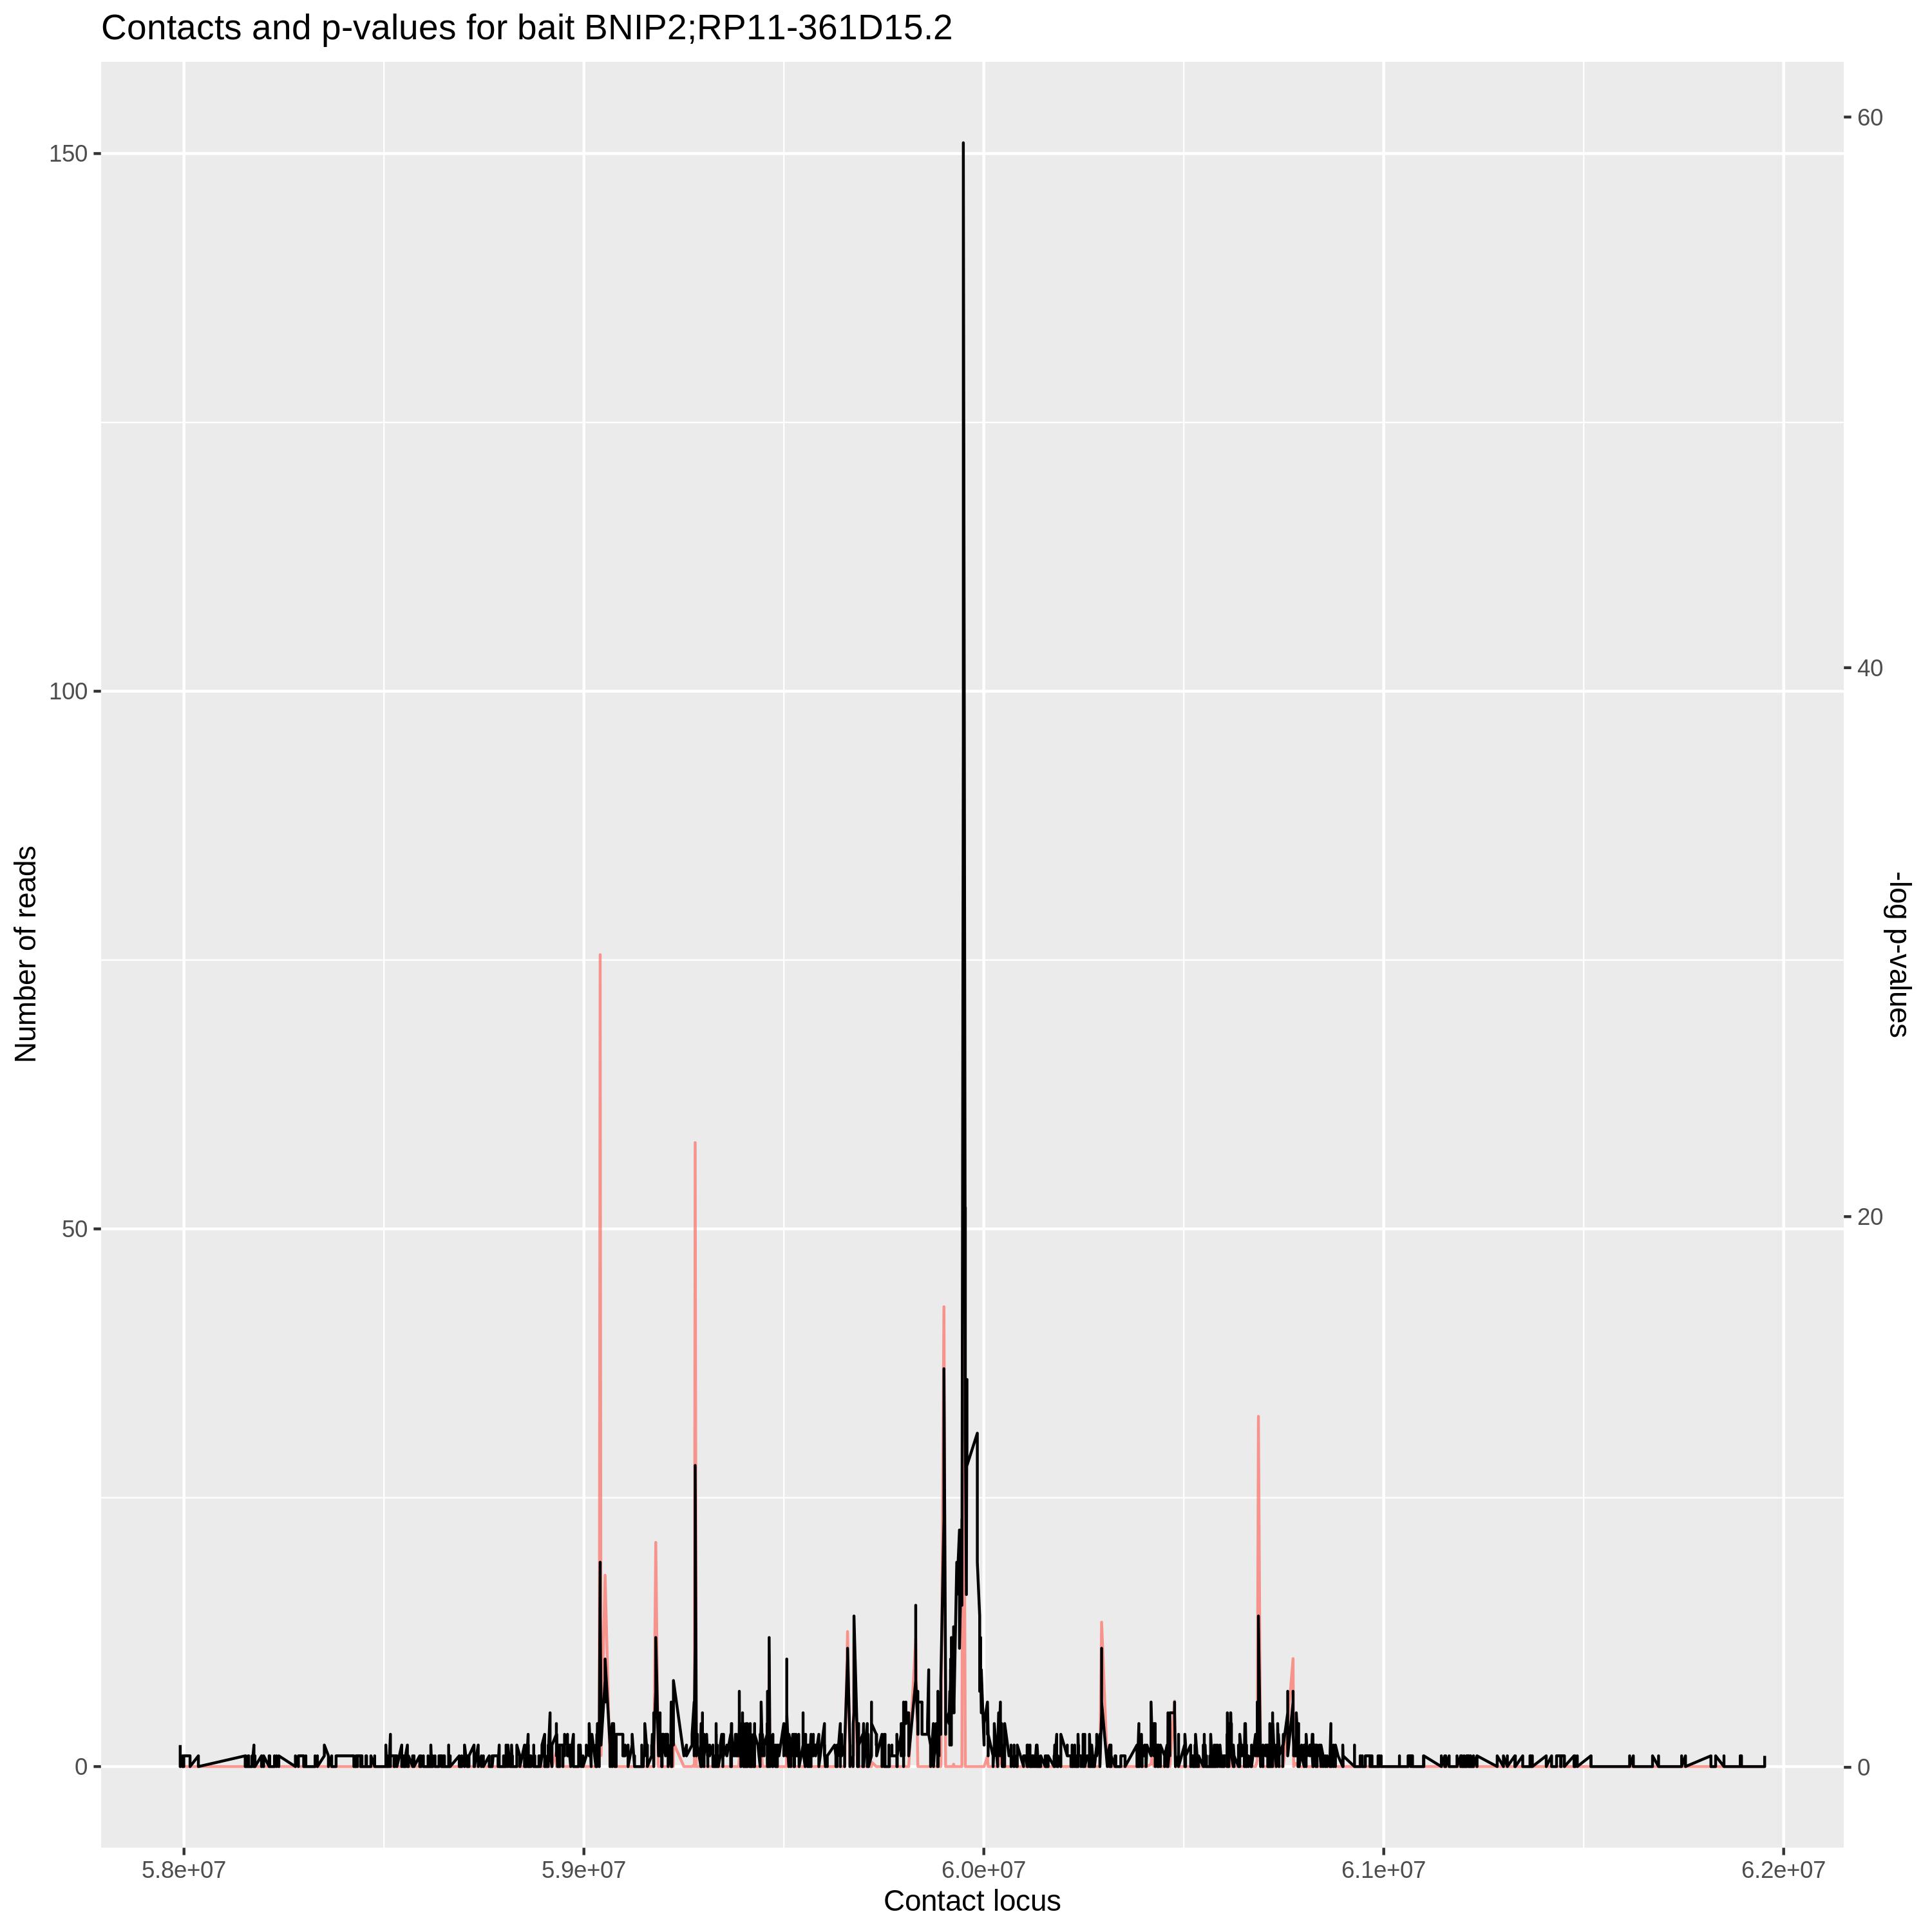 Contacts and p-values for bait BNIP2;RP11-361D15.2
150
100
50
0
60
40
20
0
Number of reads
-log p-values
5.8e+07
5.9e+07
6.0e+07
6.1e+07
6.2e+07
Contact locus